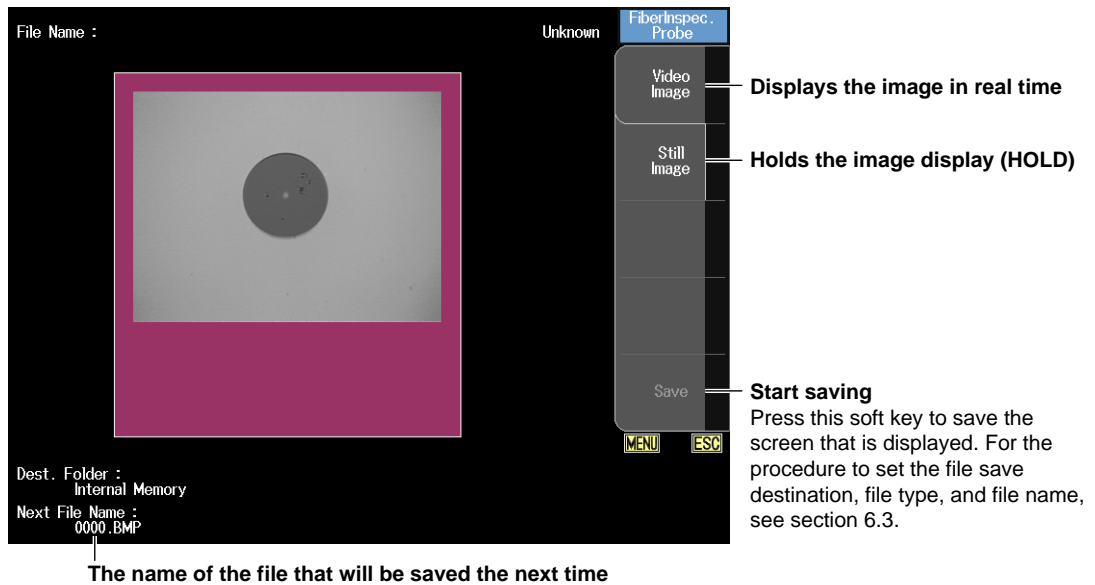 File Name :
Unknown
FiberInspec.
Probe
Video
Image
Displays the image in real time
Still
Image
Holds the image display (HOLD)
Save
Start saving
Press this soft key to save the
screen that is displayed. For the
procedure to set the file save
destination, file type, and file name,
see section 6.3.
MENU
ESC
Dest. Folder :
Internal Memory
Next File Name :
0000.BMP
The name of the file that will be saved the next time